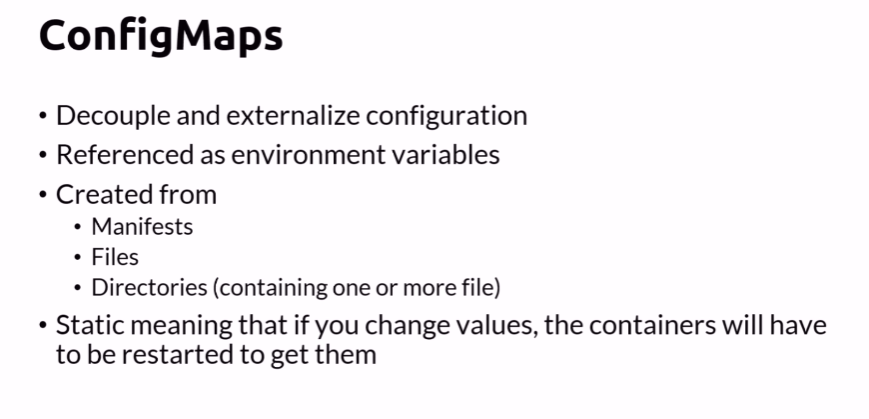 ConfigMaps
• Decouple and externalize configuration
• Referenced as environment variables
• Created from
• Manifests
• Files
• Directories (containing one or more file)
• Static meaning that if you change values, the containers will have
to be restarted to get them